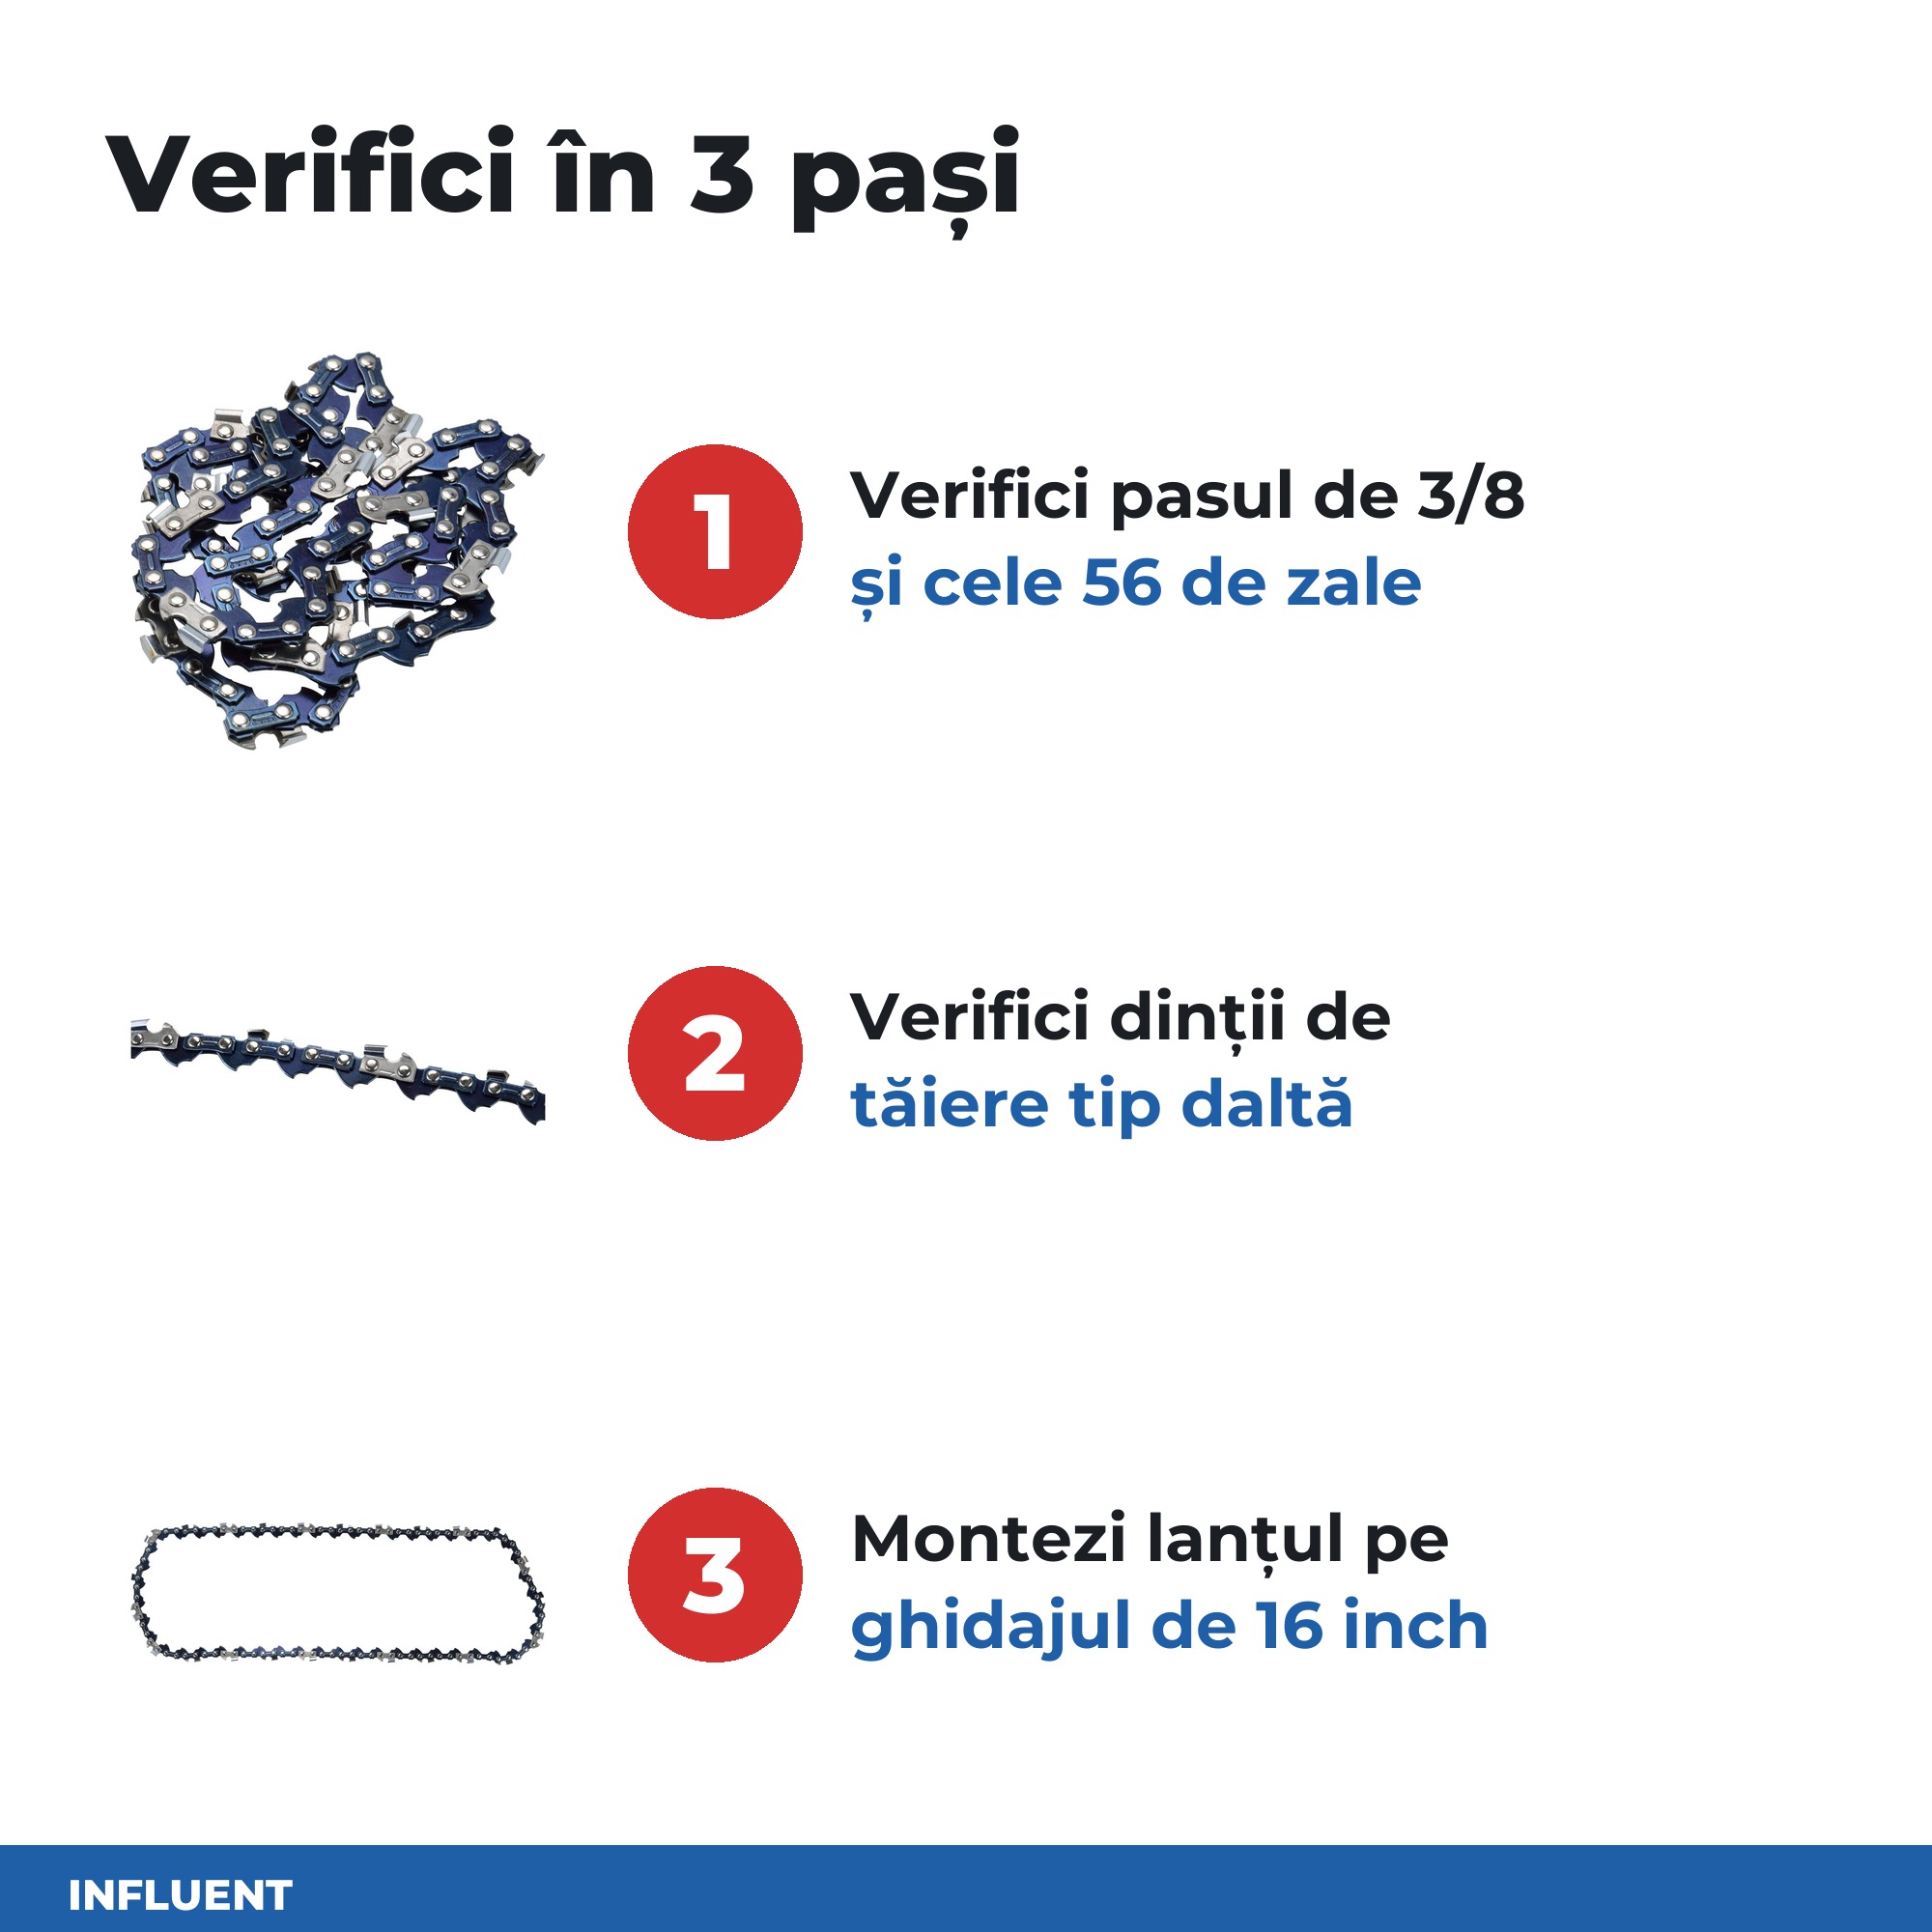 Verifici în 3 pași
1
Verifici pasul de 3/8
și cele 56 de zale
2
Verifici dinții de
tăiere tip daltă
3
Montezi lanțul pe
ghidajul de 16 inch
INFLUENT